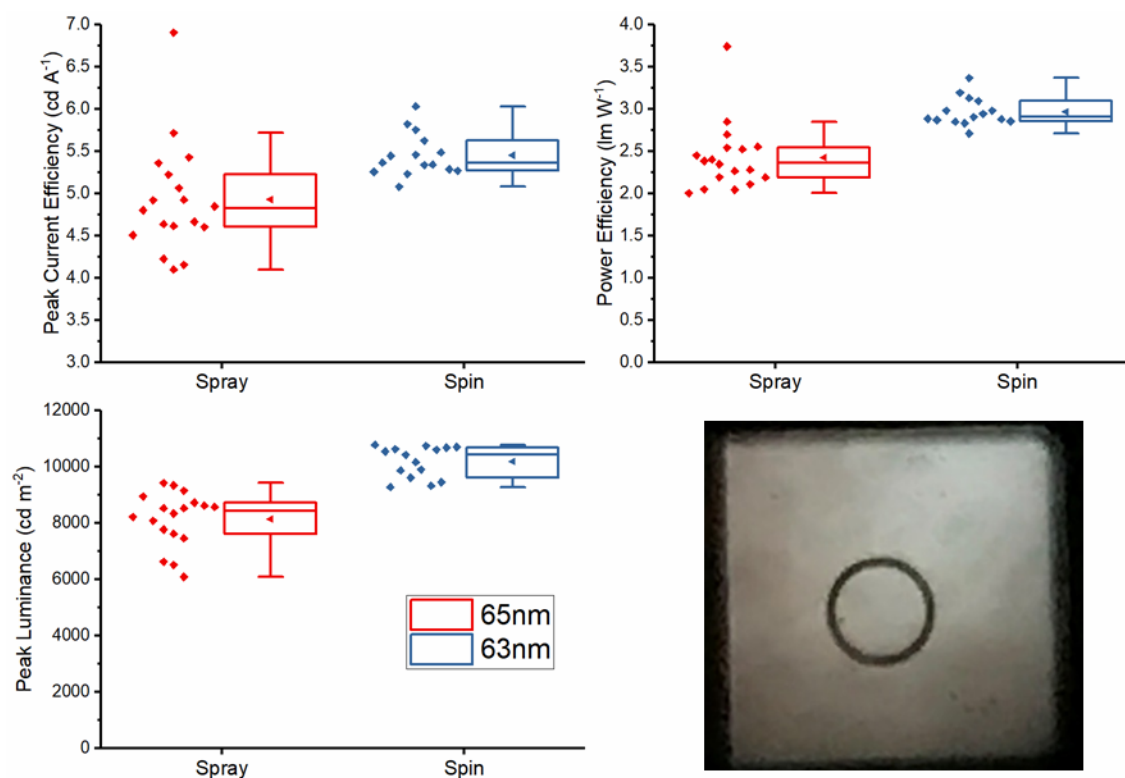 Peak Current Efficiency (cd A⁻¹)
7.0
6.5
6.0
5.5
5.0
4.5
4.0
3.5
3.0
Spray
Spin
Power Efficiency (lm W⁻¹)
4.0
3.5
3.0
2.5
2.0
1.5
1.0
0.5
0.0
Spray
Spin
Peak Luminance (cd m⁻²)
12000
10000
8000
6000
4000
2000
0
Spray
Spin
65nm
63nm